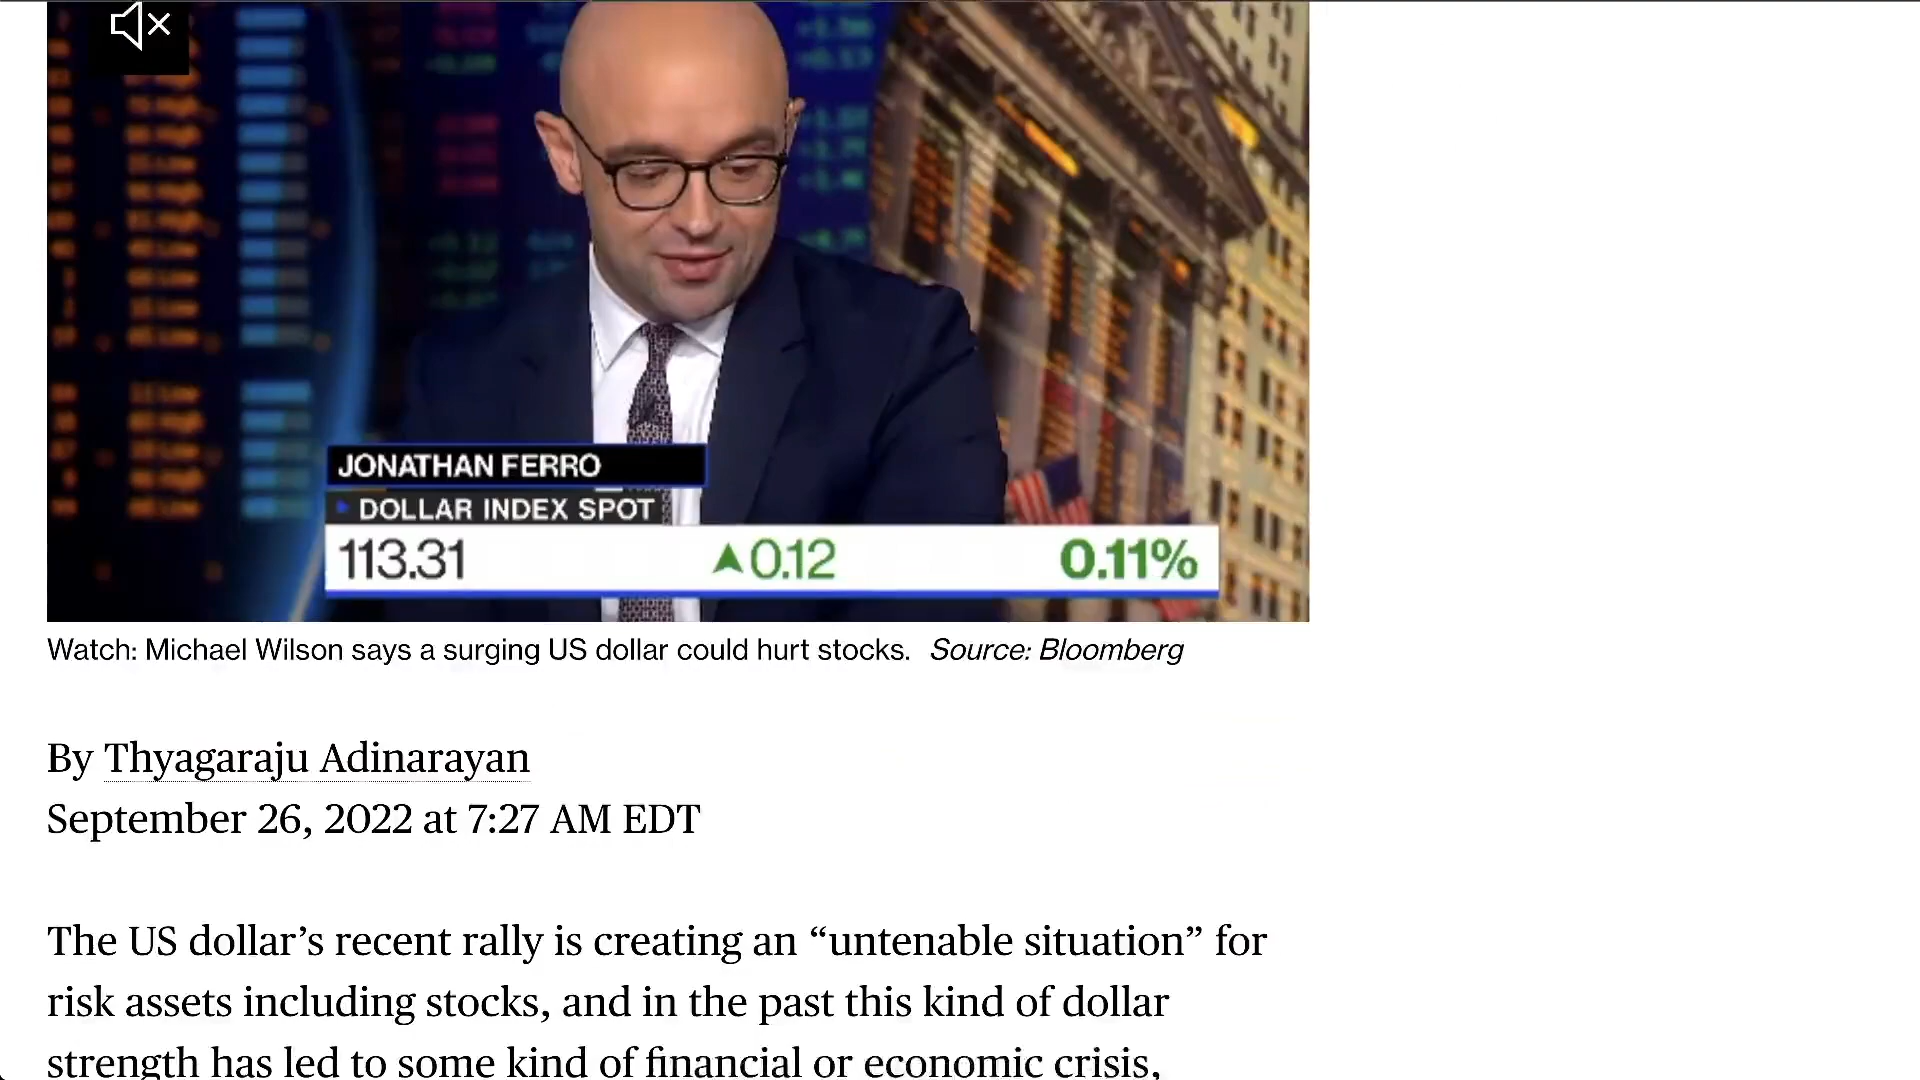 JONATHAN FERRO
DOLLAR INDEX SPOT
113.31 ▲0.12 0.11%
Watch: Michael Wilson says a surging US dollar could hurt stocks. Source: Bloomberg
By Thyagaraju Adinarayan
September 26, 2022 at 7:27 AM EDT
The US dollar’s recent rally is creating an “untenable situation” for
risk assets including stocks, and in the past this kind of dollar
strength has led to some kind of financial or economic crisis,